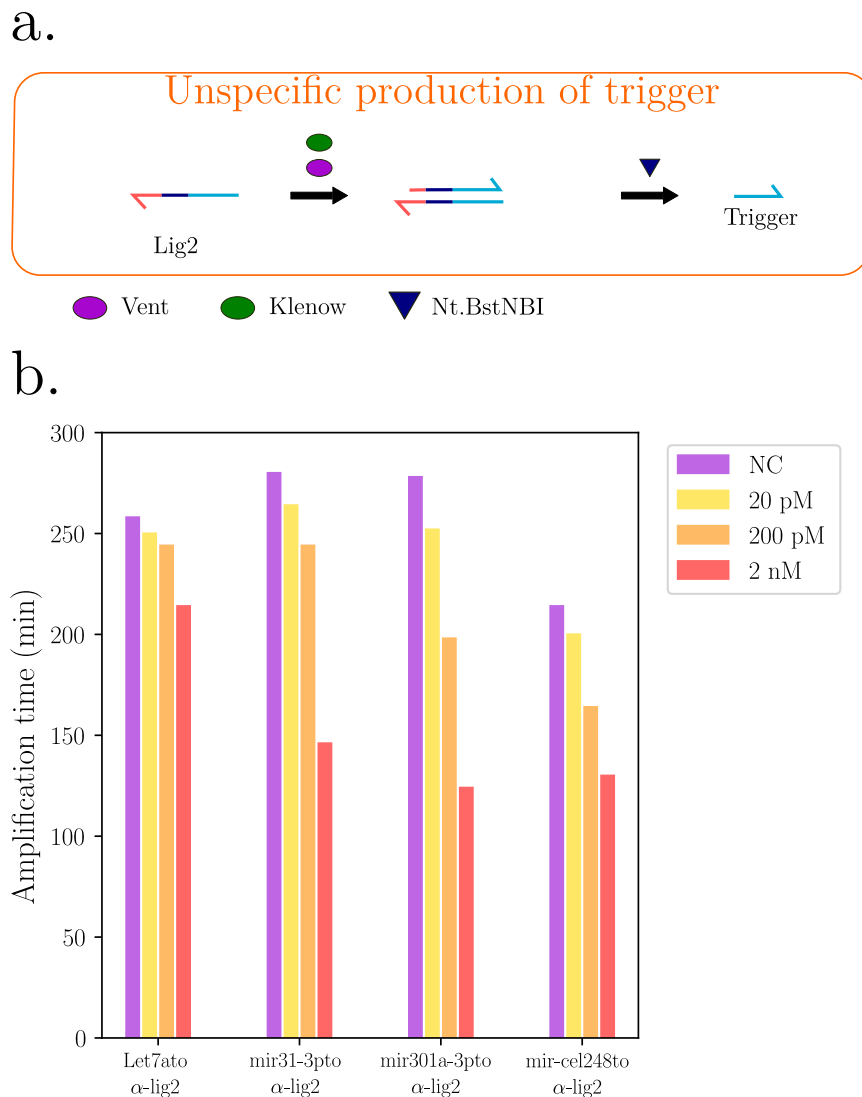 a.
Unspecific production of trigger
Lig2
Trigger
Vent
Klenow
Nt.BstNBI
b.
Amplification time (min)
300
250
200
150
100
50
0
NC
20 pM
200 pM
2 nM
Let7ato
α-lig2
mir31-3pto
α-lig2
mir301a-3pto
α-lig2
mir-cel248to
α-lig2